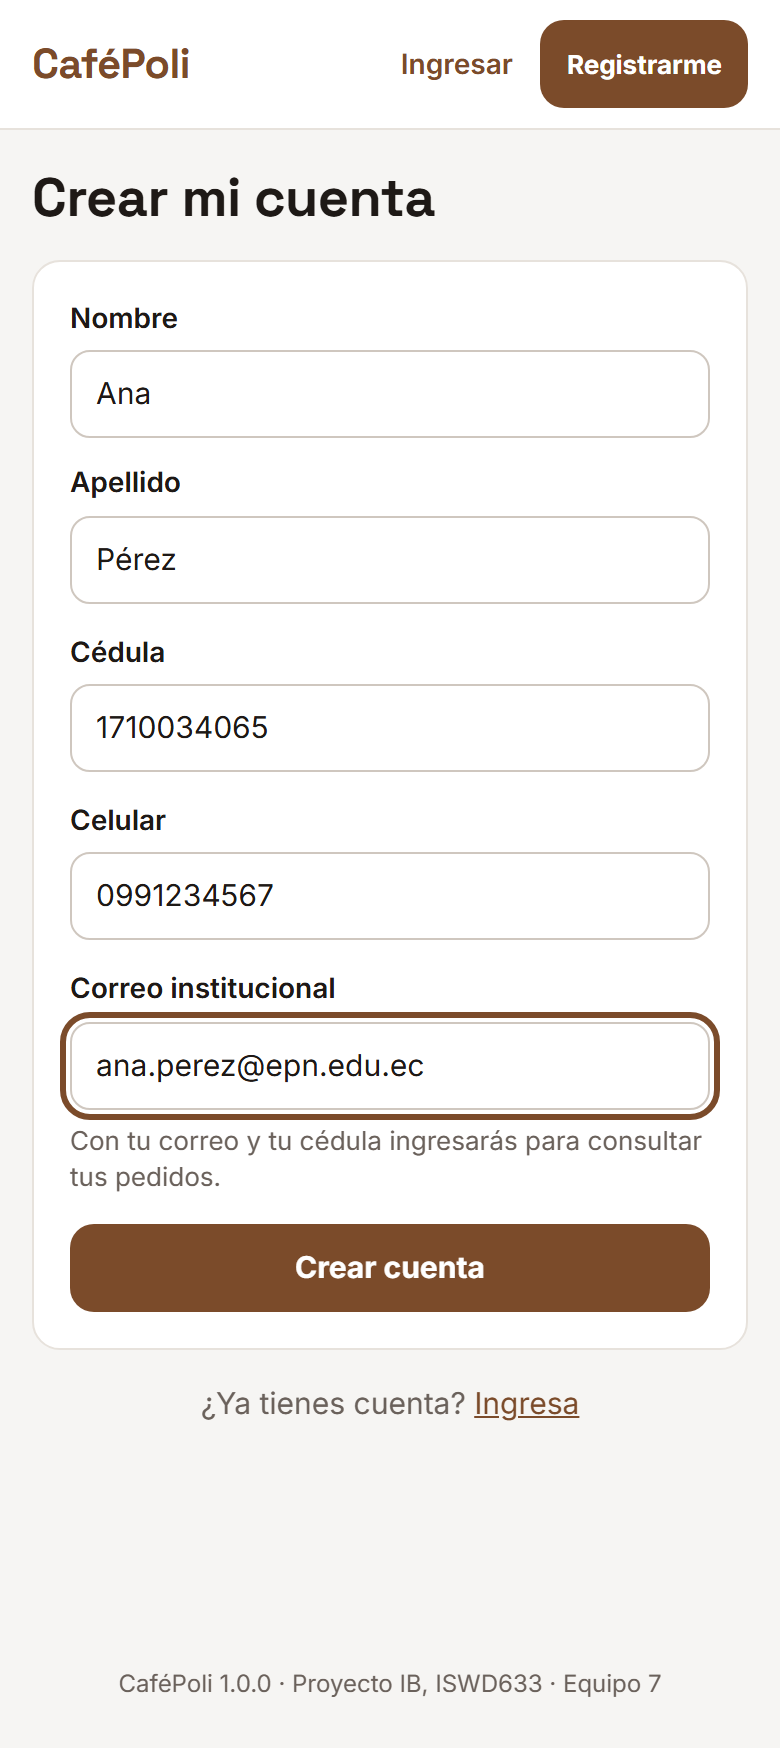 CaféPoli
Ingresar
Registrarme
Crear mi cuenta
Nombre
Ana
Apellido
Pérez
Cédula
1710034065
Celular
0991234567
Correo institucional
ana.perez@epn.edu.ec
Con tu correo y tu cédula ingresarás para consultar
tus pedidos.
Crear cuenta
¿Ya tienes cuenta? Ingresa
CaféPoli 1.0.0 · Proyecto IB, ISWD633 · Equipo 7